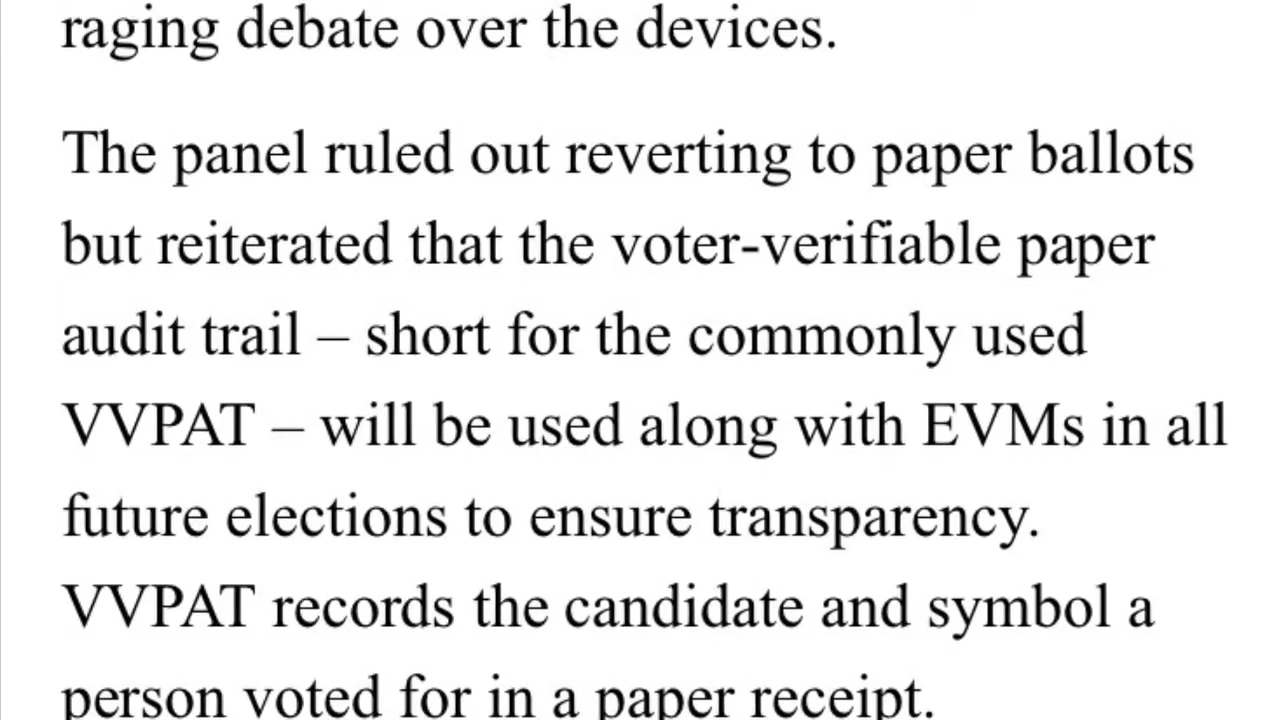 raging debate over the devices.
The panel ruled out reverting to paper ballots
but reiterated that the voter-verifiable paper
audit trail – short for the commonly used
VVPAT – will be used along with EVMs in all
future elections to ensure transparency.
VVPAT records the candidate and symbol a
person voted for in a paper receipt.